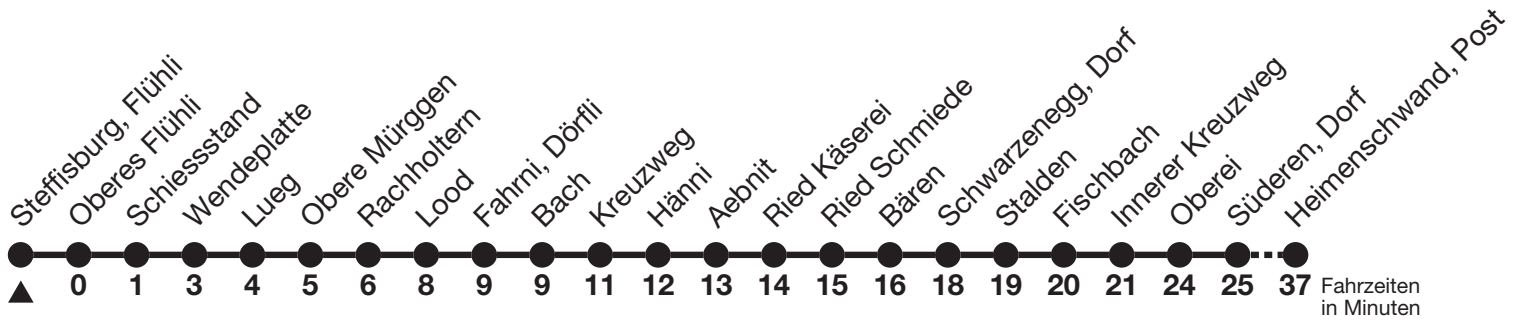 Steffisburg, Flühli
Oberes Flühli
Schiessstand
Wendeplatte
Lueg
Obere Mürggen
Rachholtern
Lood
Fahrni, Dörfli
Bach
Kreuzweg
Hänni
Aebnit
Ried Käserei
Ried Schmiede
Bären
Schwarzenegg, Dorf
Stalden
Fischbach
Innerer Kreuzweg
Oberei
Süderen, Dorf
Heimenschwand, Post
0 1 3 4 5 6 8 9 9 11 12 13 14 15 16 18 19 20 21 24 25 37
Fahrzeiten
in Minuten